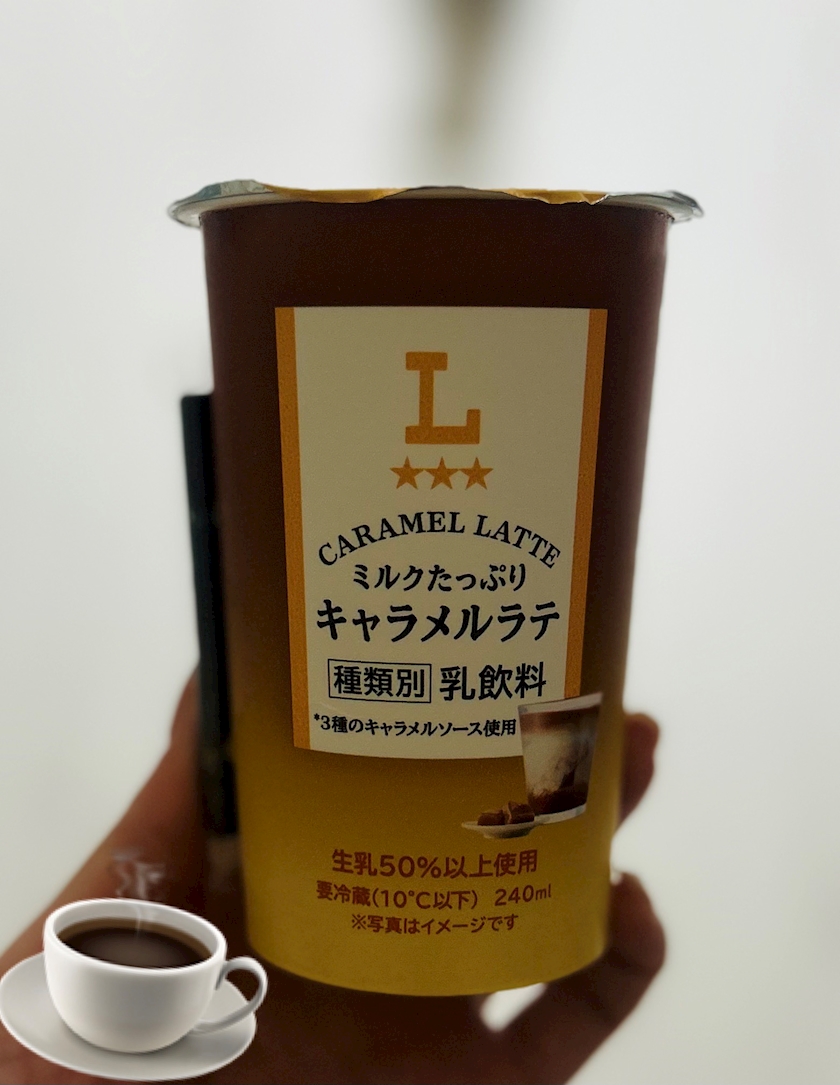 L
★★★
CARAMEL LATTE
ミルクたっぷり
キャラメルラテ
種類別 乳飲料
*3種のキャラメルソース使用
生乳50%以上使用
要冷蔵(10°C以下) 240ml
※写真はイメージです